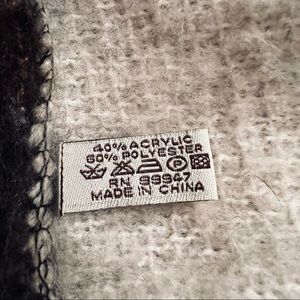 40% ACRYLIC
60% POLYESTER
RN 99947
MADE IN CHINA